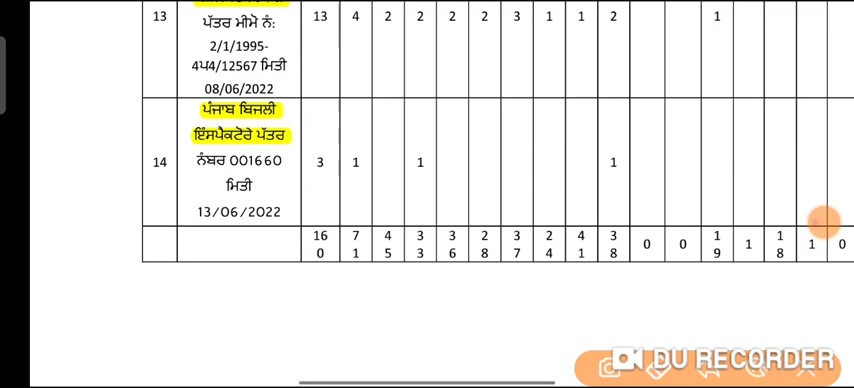 13 ਪੱਤਰ ਮੀਮੋ ਨੰ: 13 4 2 2 2 2 3 1 1 2 1
2/1/1995-
4ਪ4/12567 ਮਿਤੀ
08/06/2022
ਪੰਜਾਬ ਬਿਜਲੀ
ਇੰਸਪੈਕਟੋਰੇ ਪੱਤਰ
14 ਨੰਬਰ 001660 3 1 1 1
ਮਿਤੀ
13/06/2022
16 7 4 3 3 2 3 2 4 3 0 0 1 1 1 1 0
0 1 5 3 6 8 7 4 1 8 9 8
DU RECORDER